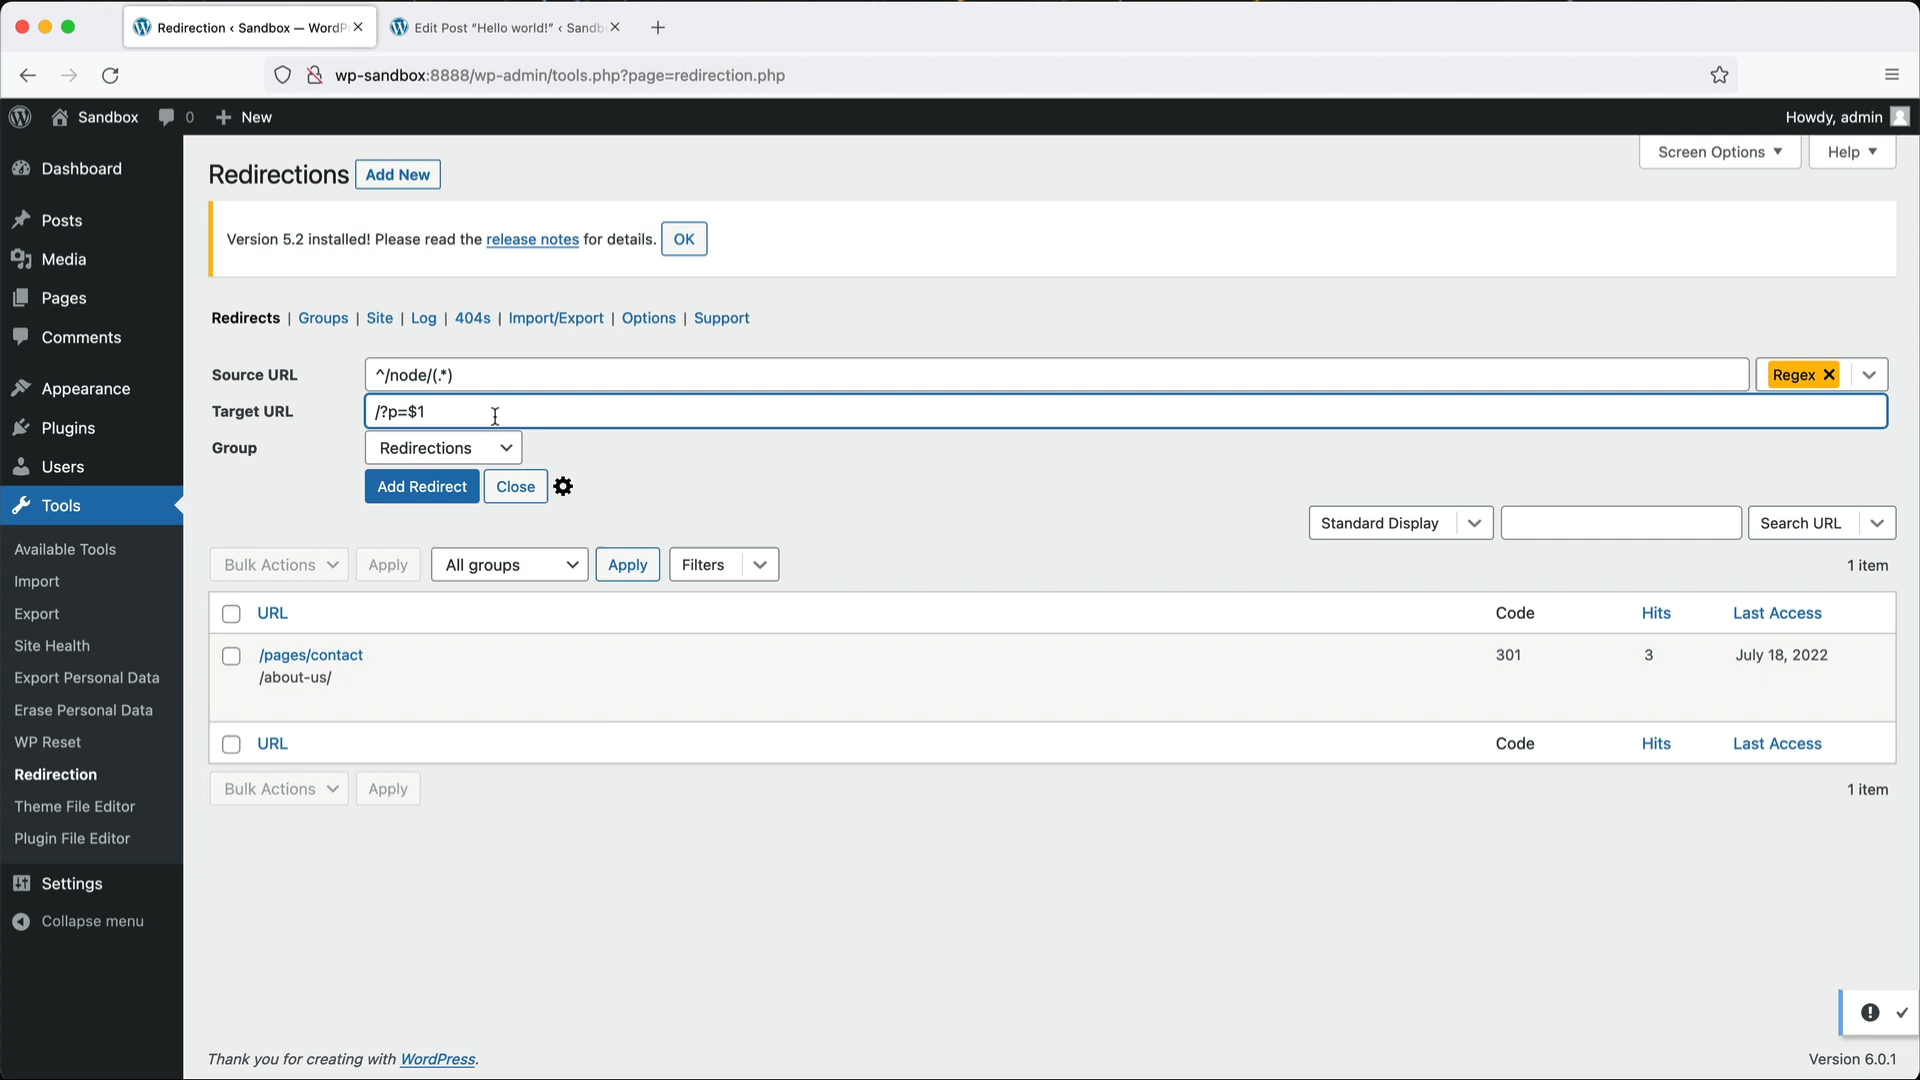 Redirection ‹ Sandbox — WordP
Edit Post “Hello world!” ‹ Sandb
wp-sandbox:8888/wp-admin/tools.php?page=redirection.php
Sandbox
0
New
Howdy, admin
Dashboard
Posts
Media
Pages
Comments
Appearance
Plugins
Users
Tools
Available Tools
Import
Export
Site Health
Export Personal Data
Erase Personal Data
WP Reset
Redirection
Theme File Editor
Plugin File Editor
Settings
Collapse menu
Screen Options
Help
Redirections
Add New
Version 5.2 installed! Please read the release notes for details.
OK
Redirects | Groups | Site | Log | 404s | Import/Export | Options | Support
Source URL
^/node/(.*)
Regex
Target URL
/?p=$1
Group
Redirections
Add Redirect
Close
Standard Display
Search URL
Bulk Actions
Apply
All groups
Apply
Filters
1 item
URL
Code
Hits
Last Access
/pages/contact
301
3
July 18, 2022
/about-us/
URL
Code
Hits
Last Access
Bulk Actions
Apply
1 item
Thank you for creating with WordPress.
Version 6.0.1